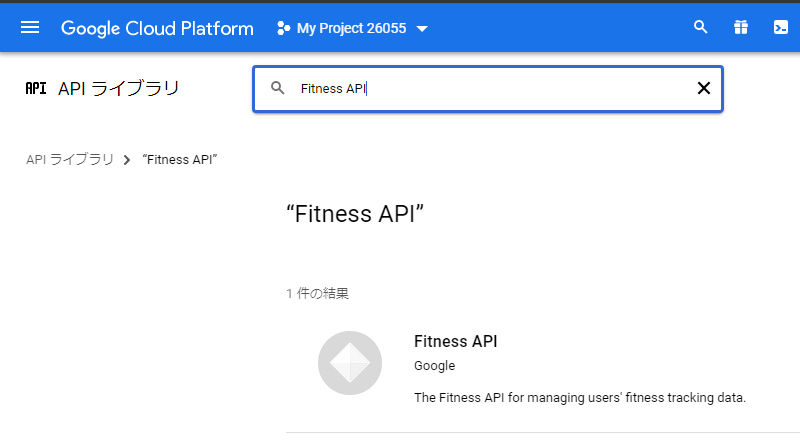 Google Cloud Platform My Project 26055
API API ライブラリ Fitness API
API ライブラリ “Fitness API”
“Fitness API”
1 件の結果
Fitness API
Google
The Fitness API for managing users' fitness tracking data.